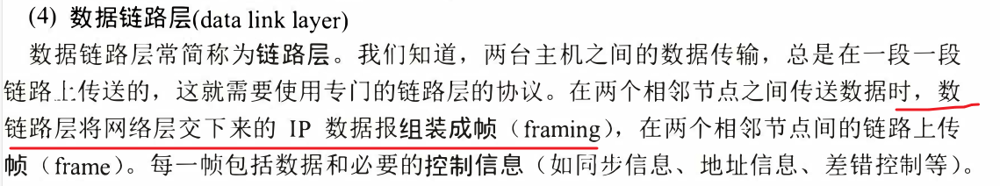 (4) 数据链路层(data link layer)
数据链路层常简称为链路层。我们知道，两台主机之间的数据传输，总是在一段一段
链路上传送的，这就需要使用专门的链路层的协议。在两个相邻节点之间传送数据时，数
链路层将网络层交下来的 IP 数据报组装成帧（framing），在两个相邻节点间的链路上传
帧（frame）。每一帧包括数据和必要的控制信息（如同步信息、地址信息、差错控制等）。